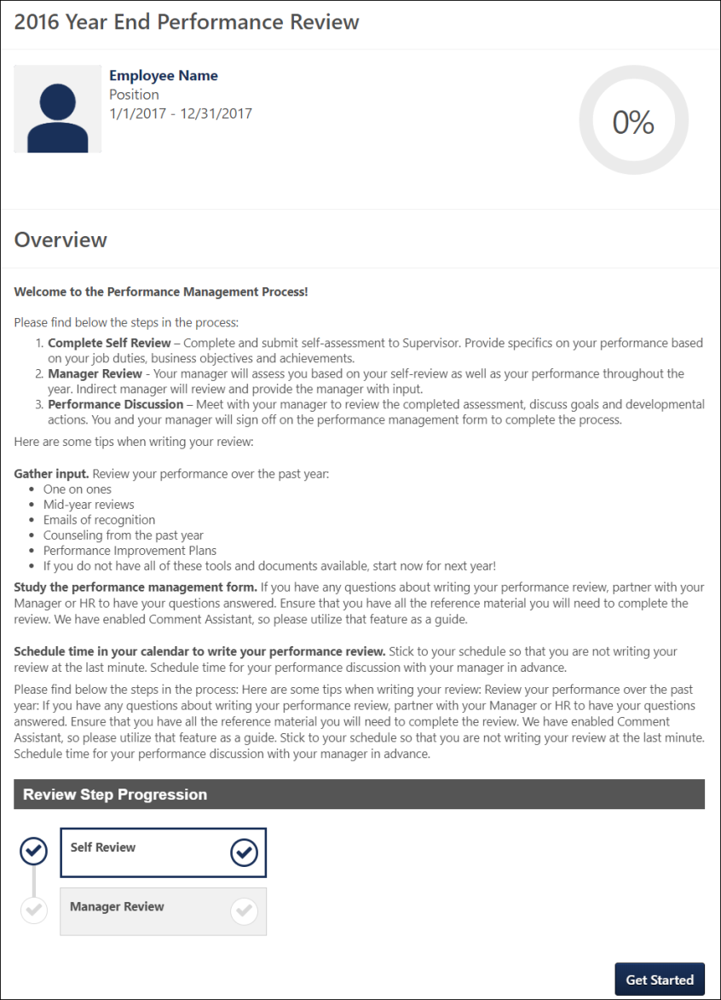 2016 Year End Performance Review
Employee Name
Position
1/1/2017 - 12/31/2017
0%
Overview
Welcome to the Performance Management Process!
Please find below the steps in the process:
1. Complete Self Review – Complete and submit self-assessment to Supervisor. Provide specifics on your performance based
on your job duties, business objectives and achievements.
2. Manager Review - Your manager will assess you based on your self-review as well as your performance throughout the
year. Indirect manager will review and provide the manager with input.
3. Performance Discussion – Meet with your manager to review the completed assessment, discuss goals and developmental
actions. You and your manager will sign off on the performance management form to complete the process.
Here are some tips when writing your review:
Gather input. Review your performance over the past year:
• One on ones
• Mid-year reviews
• Emails of recognition
• Counseling from the past year
• Performance Improvement Plans
• If you do not have all of these tools and documents available, start now for next year!
Study the performance management form. If you have any questions about writing your performance review, partner with your
Manager or HR to have your questions answered. Ensure that you have all the reference material you will need to complete the
review. We have enabled Comment Assistant, so please utilize that feature as a guide.
Schedule time in your calendar to write your performance review. Stick to your schedule so that you are not writing your
review at the last minute. Schedule time for your performance discussion with your manager in advance.
Please find below the steps in the process: Here are some tips when writing your review: Review your performance over the past
year: If you have any questions about writing your performance review, partner with your Manager or HR to have your questions
answered. Ensure that you have all the reference material you will need to complete the review. We have enabled Comment
Assistant, so please utilize that feature as a guide. Stick to your schedule so that you are not writing your review at the last minute.
Schedule time for your performance discussion with your manager in advance.
Review Step Progression
Self Review
Manager Review
Get Started